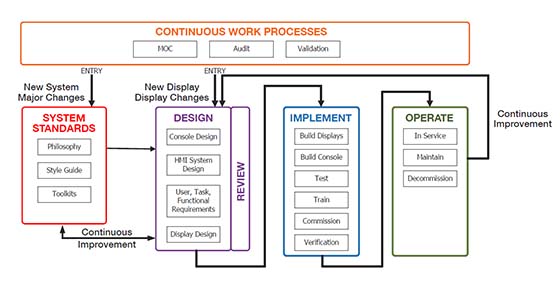 CONTINUOUS WORK PROCESSES
MOC
Audit
Validation
ENTRY
ENTRY
New System
Major Changes
New Display
Display Changes
SYSTEM
STANDARDS
Philosophy
Style Guide
Toolkits
DESIGN
Console Design
HMI System
Design
User, Task,
Functional
Requirements
Display Design
REVIEW
IMPLEMENT
Build Displays
Build Console
Test
Train
Commission
Verification
OPERATE
In Service
Maintain
Decommission
Continuous
Improvement
Continuous
Improvement